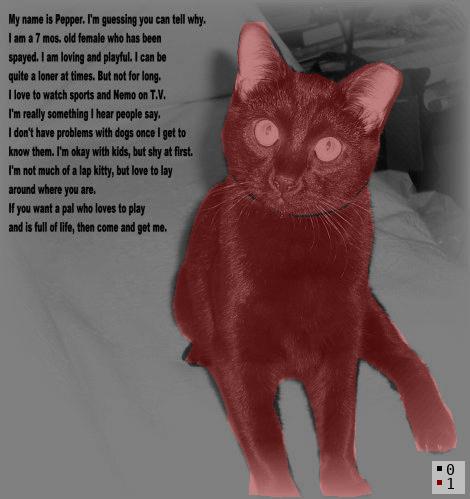 My name is Pepper. I'm guessing you can tell why.
I am a 7 mos. old female who has been
spayed. I am loving and playful. I can be
quite a loner at times. But not for long.
I love to watch sports and Nemo on T.V.
I'm really something I hear people say.
I don't have problems with dogs once I get to
know them. I'm okay with kids, but shy at first.
I'm not much of a lap kitty, but love to lay
around where you are.
If you want a pal who loves to play
and is full of life, then come and get me.
0
1